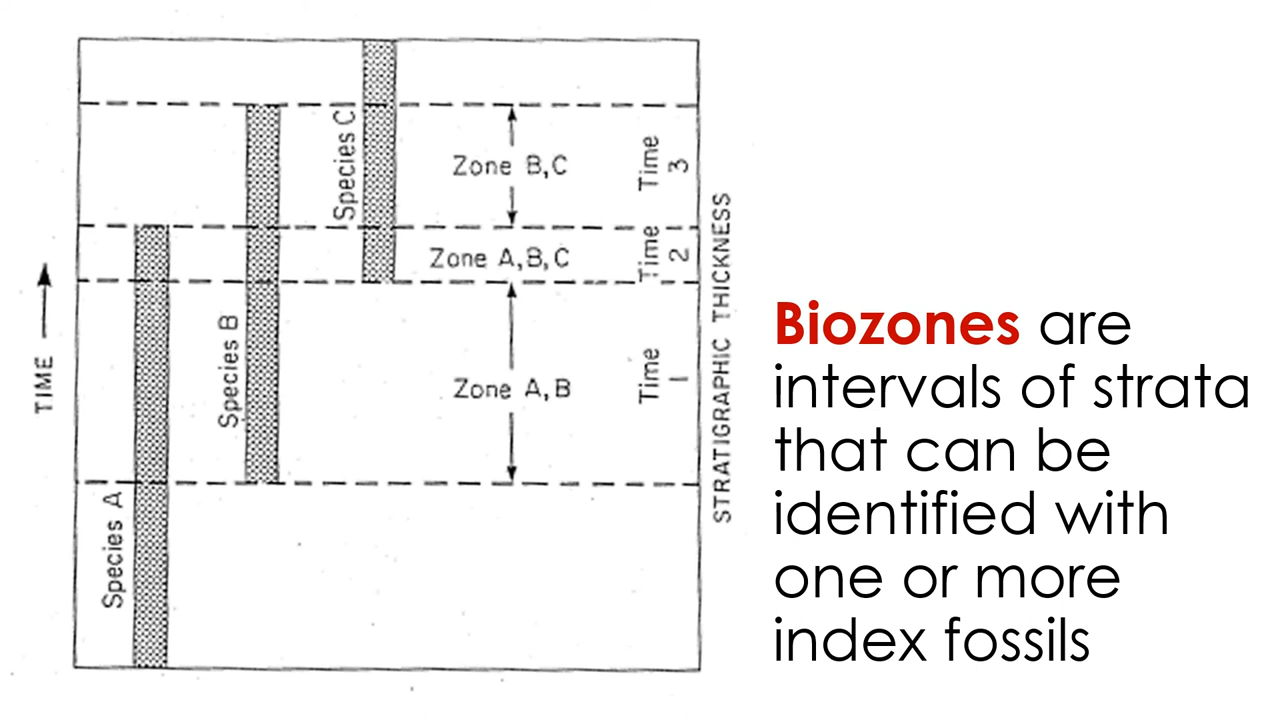 Species C
Zone B,C
Time
3
Zone A,B,C
Time
2
TIME
Species B
Zone A,B
Time
1
Species A
STRATIGRAPHIC THICKNESS
Biozones are
intervals of strata
that can be
identified with
one or more
index fossils